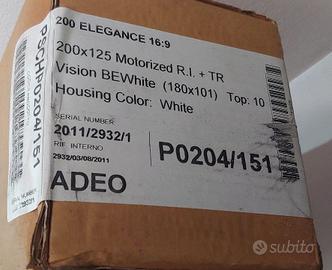 200 ELEGANCE 16:9
200x125 Motorized R.I. + TR
Vision BEWhite (180x101) Top: 10
Housing Color: White
SERIAL NUMBER
2011/2932/1
RIF. INTERNO
2932/03/08/2011
P0204/151
ADEO
PSCHP0204/151
subito